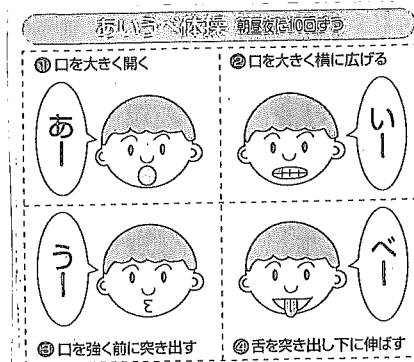 あいうべ体操 朝昼夜に10回ずつ
①口を大きく開く
あー
②口を大きく横に広げる
いー
うー
③口を強く前に突き出す
べー
④舌を突き出し下に伸ばす